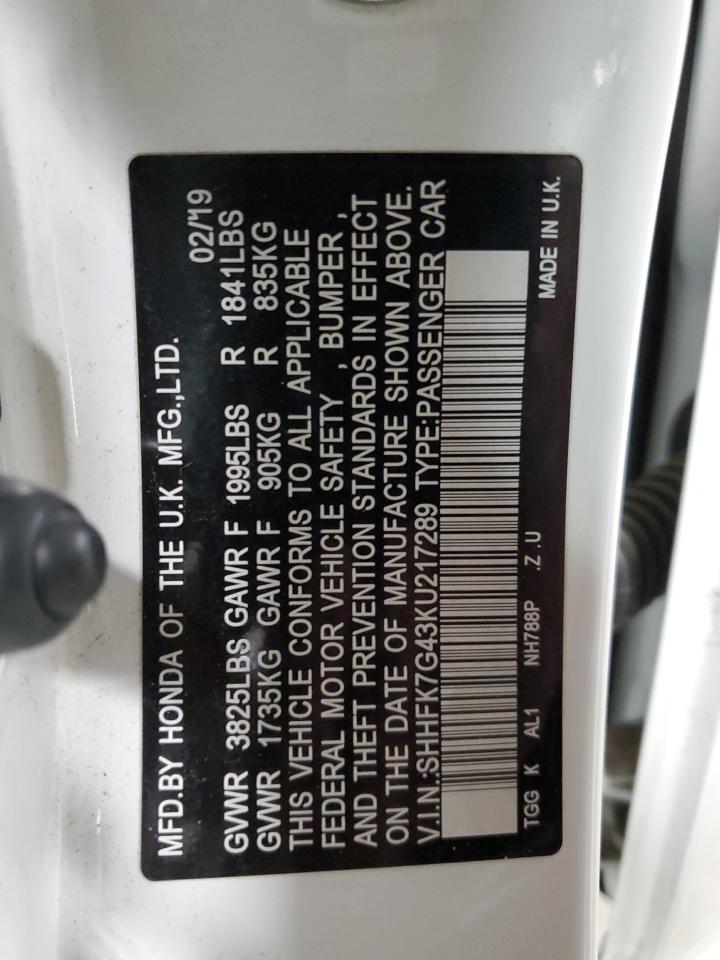 MFD.BY HONDA OF THE U.K. MFG.,LTD. 02/'19
GVWR 3825LBS GAWR F 1995LBS R 1841LBS
GVWR 1735KG GAWR F 905KG R 835KG
THIS VEHICLE CONFORMS TO ALL APPLICABLE
FEDERAL MOTOR VEHICLE SAFETY , BUMPER ,
AND THEFT PREVENTION STANDARDS IN EFFECT
ON THE DATE OF MANUFACTURE SHOWN ABOVE.
V.I.N.:SHHFK7G43KU217289 TYPE:PASSENGER CAR
TGG K AL1 NH788P .Z .U MADE IN U.K.